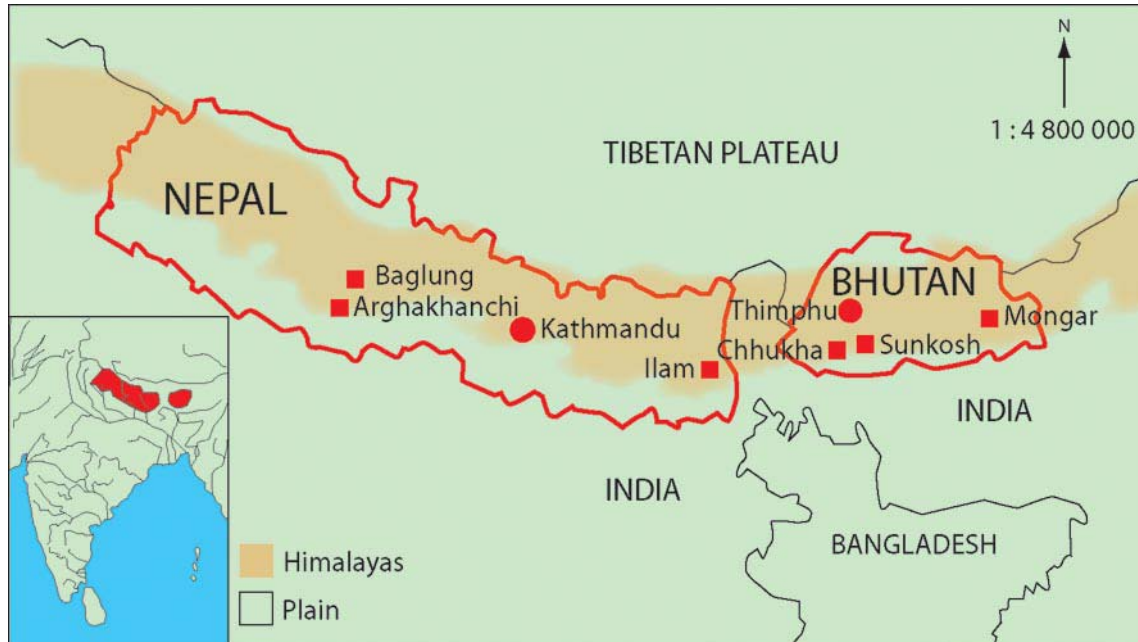 N
1 : 4 800 000
TIBETAN PLATEAU
NEPAL
BHUTAN
Baglung
Arghakhanchi
Thimphu
Mongar
Kathmandu
Chhukha
Sunkosh
Ilam
INDIA
INDIA
BANGLADESH
Himalayas
Plain